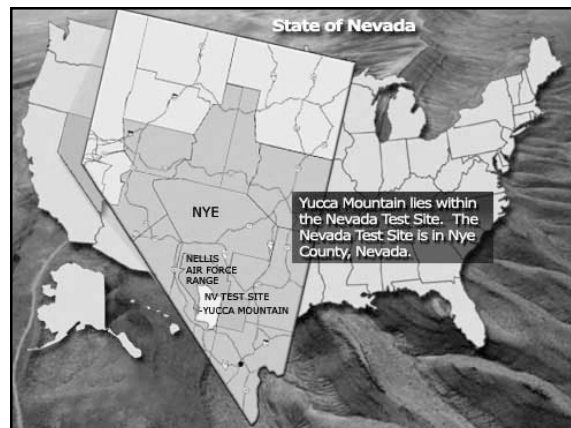 State of Nevada
NYE
Yucca Mountain lies within
the Nevada Test Site. The
Nevada Test Site is in Nye
County, Nevada.
NELLIS
AIR FORCE
RANGE
NV TEST SITE
-YUCCA MOUNTAIN